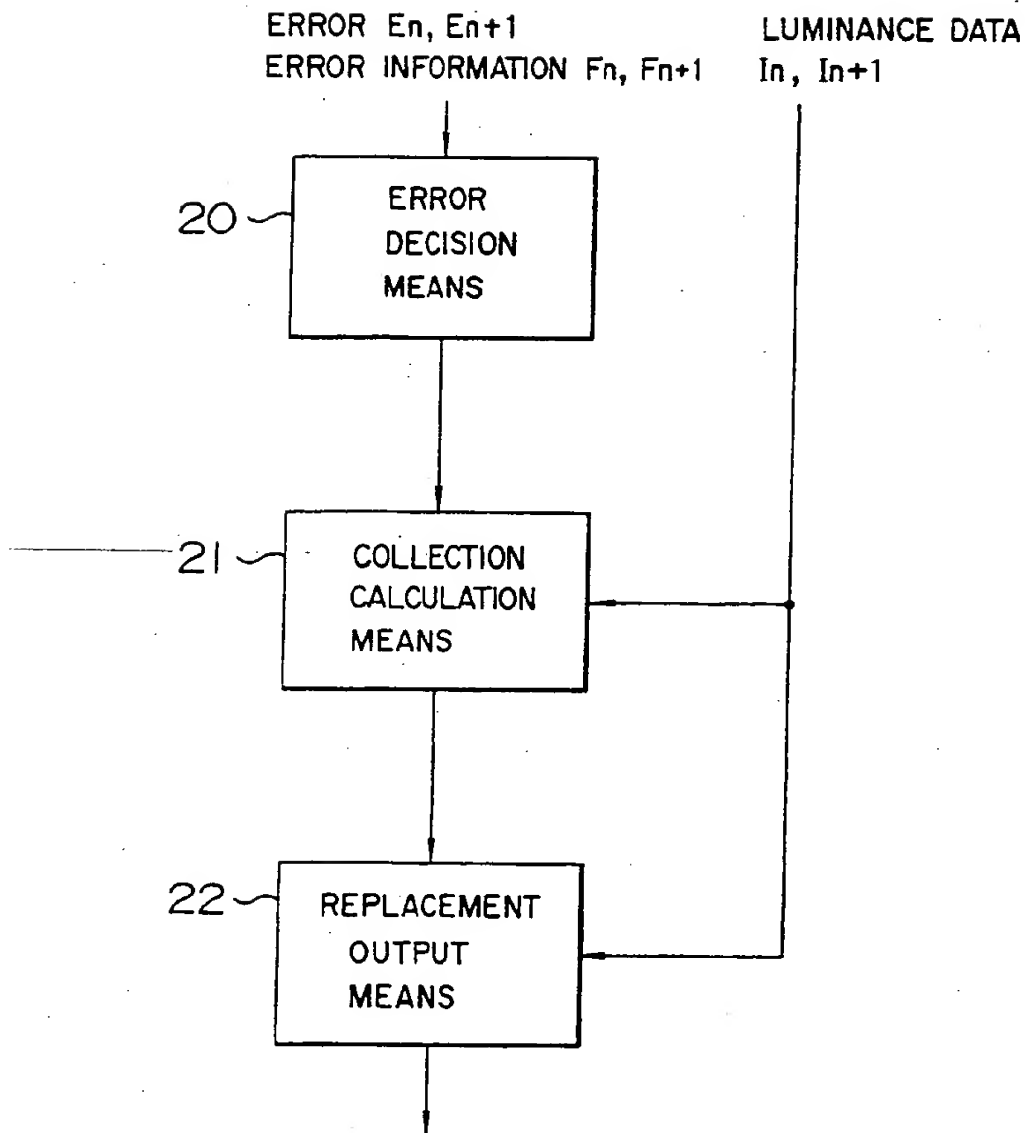 ERROR En, En+1
ERROR INFORMATION Fn, Fn+1
LUMINANCE DATA
In, In+1
20
ERROR
DECISION
MEANS
21
COLLECTION
CALCULATION
MEANS
22
REPLACEMENT
OUTPUT
MEANS